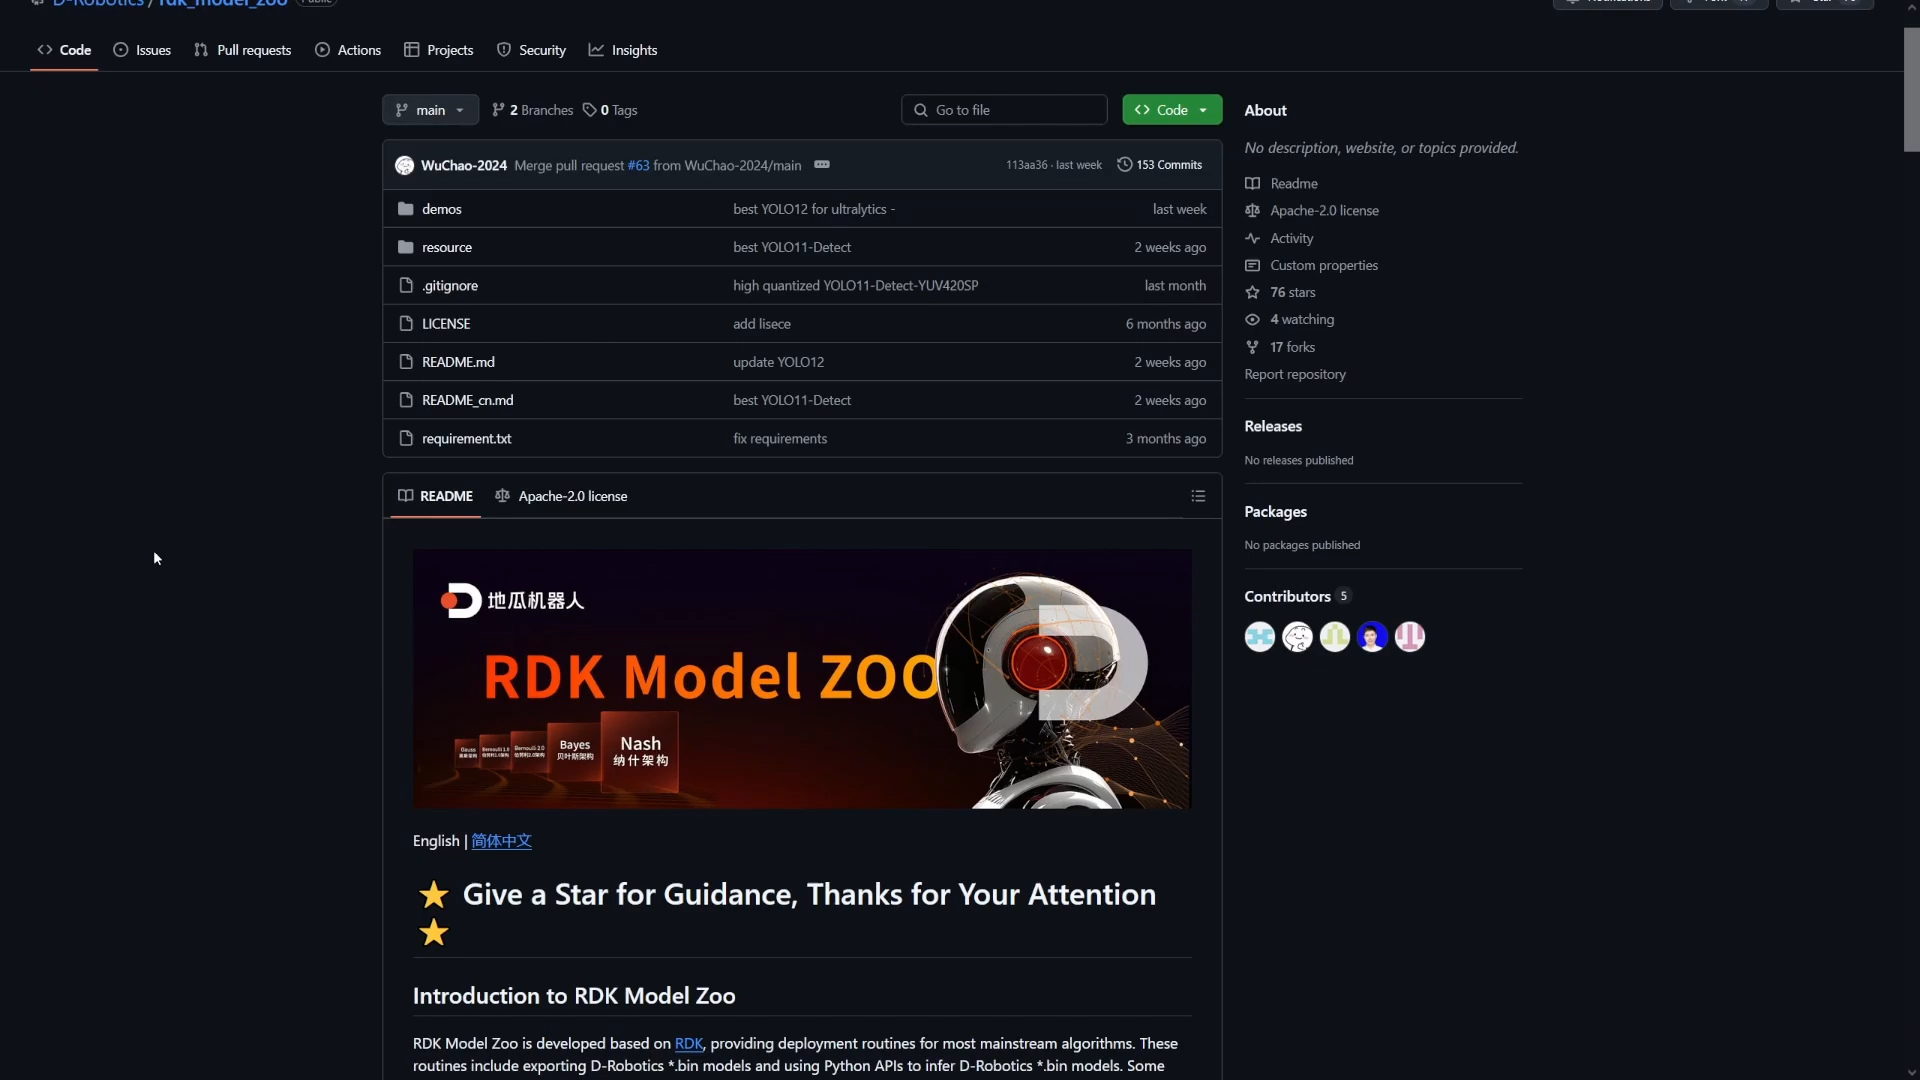 D-Robotics / rdk_model_zoo Public
Code Issues Pull requests Actions Projects Security Insights
main 2 Branches 0 Tags Go to file Code
WuChao-2024 Merge pull request #63 from WuChao-2024/main 113aa36 · last week 153 Commits
demos best YOLO12 for ultralytics - last week
resource best YOLO11-Detect 2 weeks ago
.gitignore high quantized YOLO11-Detect-YUV420SP last month
LICENSE add lisece 6 months ago
README.md update YOLO12 2 weeks ago
README_cn.md best YOLO11-Detect 2 weeks ago
requirement.txt fix requirements 3 months ago
README Apache-2.0 license
地瓜机器人
RDK Model ZOO
Bayes
贝叶斯架构
Nash
纳什架构
English | 简体中文
⭐ Give a Star for Guidance, Thanks for Your Attention
⭐
Introduction to RDK Model Zoo
RDK Model Zoo is developed based on RDK, providing deployment routines for most mainstream algorithms. These
routines include exporting D-Robotics *.bin models and using Python APIs to infer D-Robotics *.bin models. Some
About
No description, website, or topics provided.
Readme
Apache-2.0 license
Activity
Custom properties
76 stars
4 watching
17 forks
Report repository
Releases
No releases published
Packages
No packages published
Contributors 5